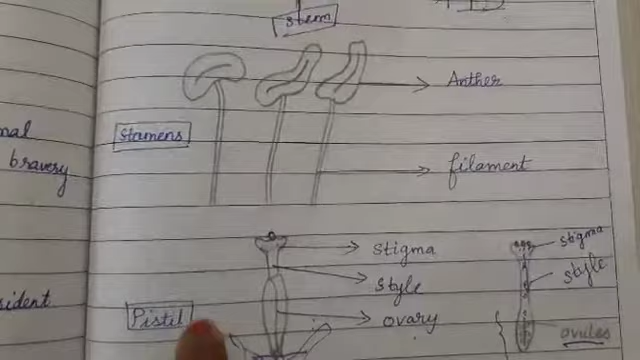 stem
Anther
Stamens
filament
bravery
stigma
stigma
style
style
Pistil
ovary
ovules